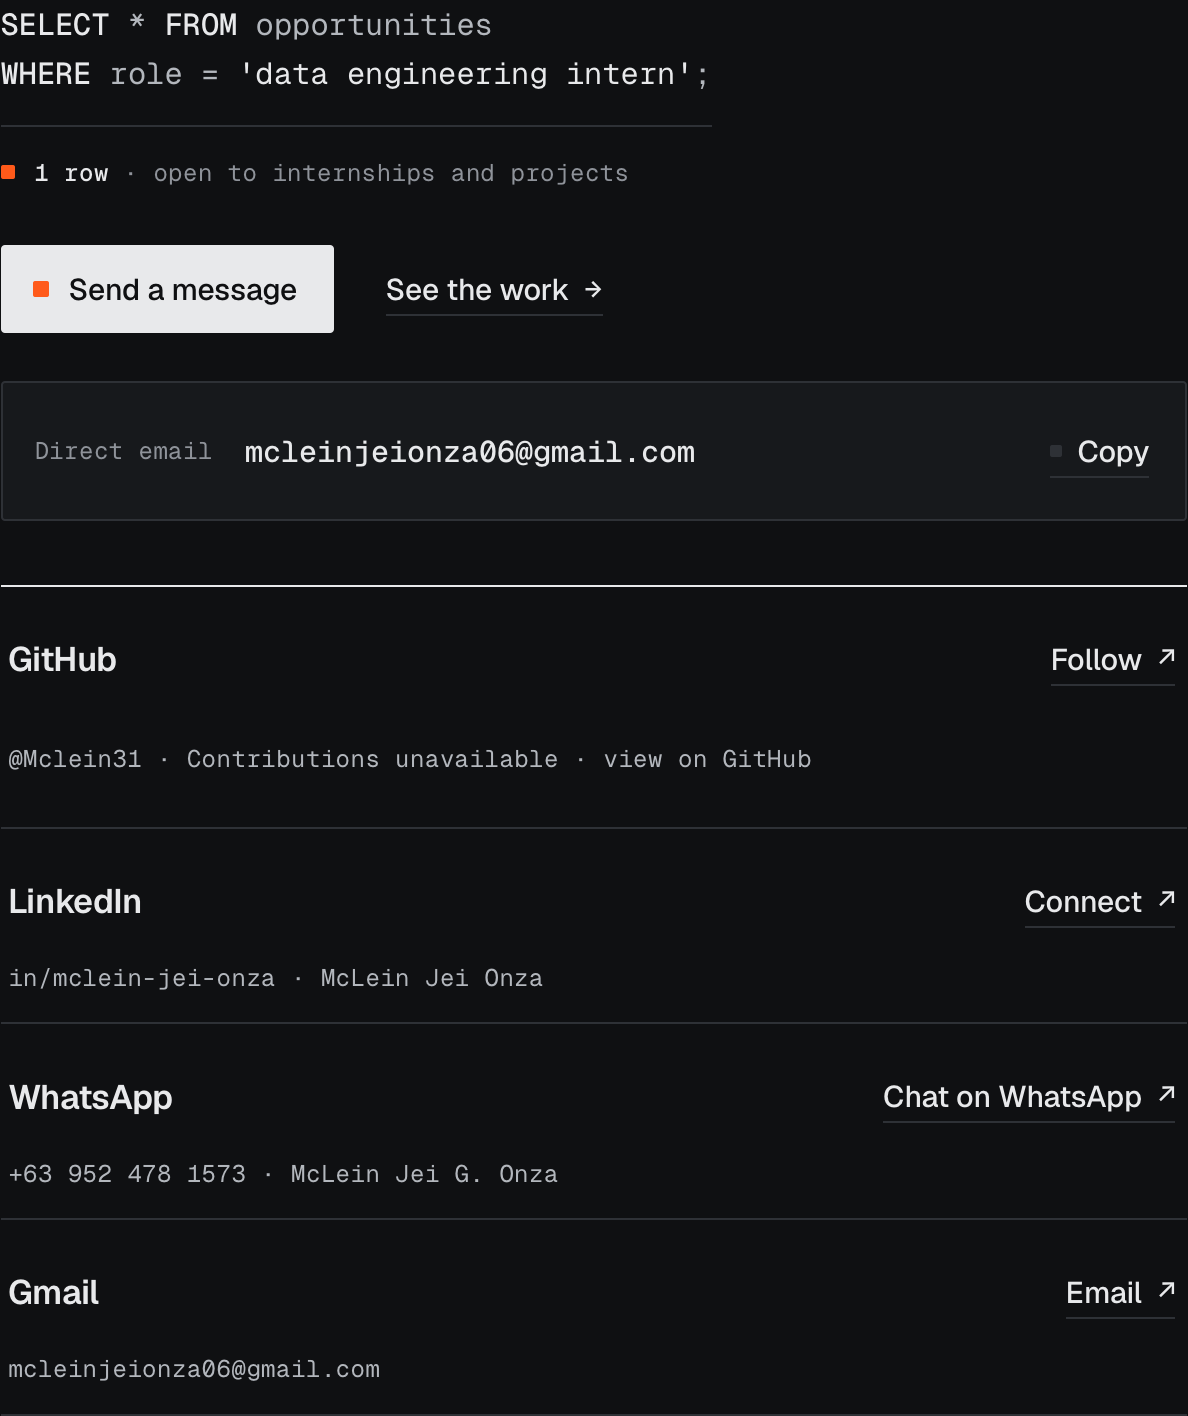 SELECT * FROM opportunities
WHERE role = 'data engineering intern';
1 row · open to internships and projects
Send a message
See the work →
Direct email mcleinjeionza06@gmail.com Copy
GitHub Follow ↗
@Mclein31 · Contributions unavailable · view on GitHub
LinkedIn Connect ↗
in/mclein-jei-onza · McLein Jei Onza
WhatsApp Chat on WhatsApp ↗
+63 952 478 1573 · McLein Jei G. Onza
Gmail Email ↗
mcleinjeionza06@gmail.com